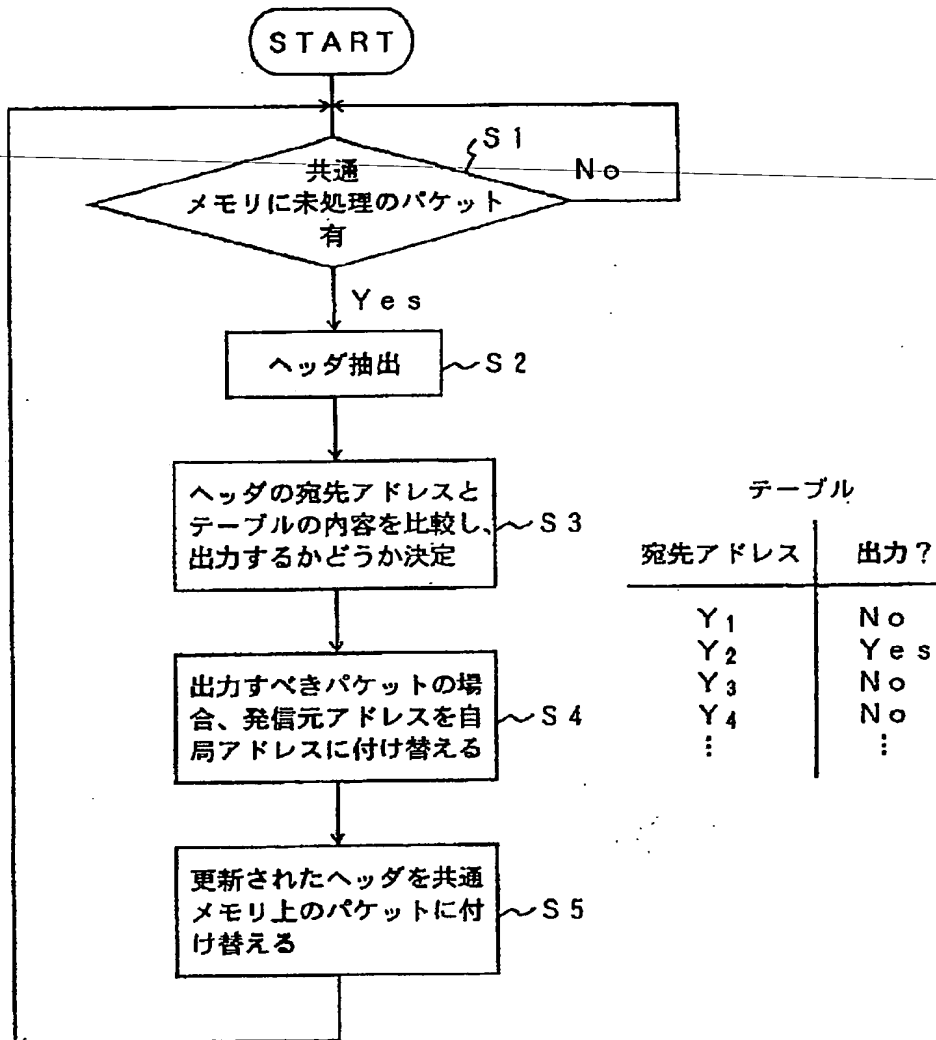 START
S1
No
共通
メモリに未処理のパケット
有
Yes
ヘッダ抽出
S2
ヘッダの宛先アドレスと
テーブルの内容を比較し、
出力するかどうか決定
S3
出力すべきパケットの場
合、発信元アドレスを自
局アドレスに付け替える
S4
更新されたヘッダを共通
メモリ上のパケットに付
け替える
S5
テーブル
宛先アドレス 出力?
Y1 No
Y2 Yes
Y3 No
Y4 No
⋮ ⋮